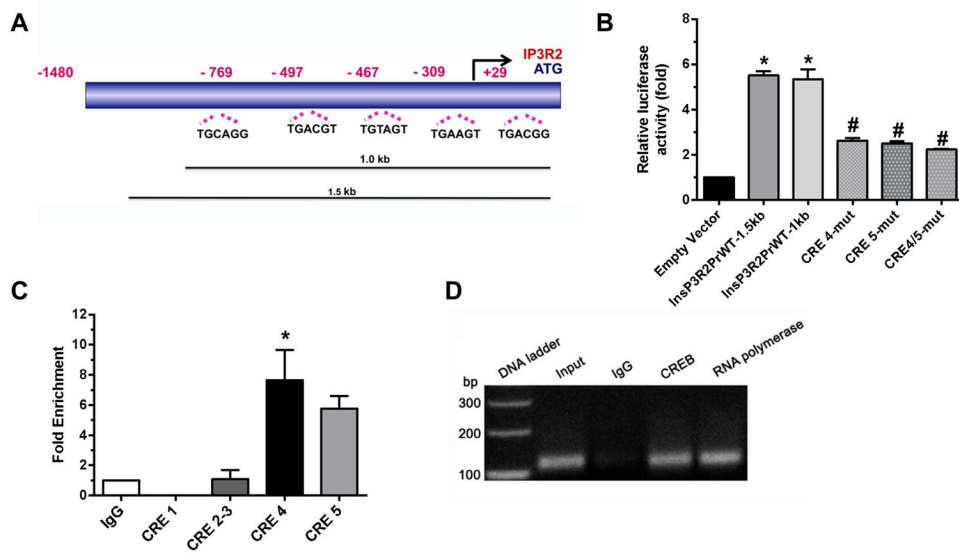 A
IP3R2
ATG
-1480
- 769
- 497
- 467
- 309
+29
TGCAGG
TGACGT
TGTAGT
TGAAGT
TGACGG
1.0 kb
1.5 kb
B
Relative luciferase
activity (fold)
8
6
4
2
0
*
*
#
#
#
Empty Vector
InsP3R2PrWT-1.5kb
InsP3R2PrWT-1kb
CRE 4-mut
CRE 5-mut
CRE4/5-mut
C
Fold Enrichment
12
10
8
6
4
2
0
*
IgG
CRE 1
CRE 2-3
CRE 4
CRE 5
D
DNA ladder
Input
IgG
CREB
RNA polymerase
bp
300
200
100